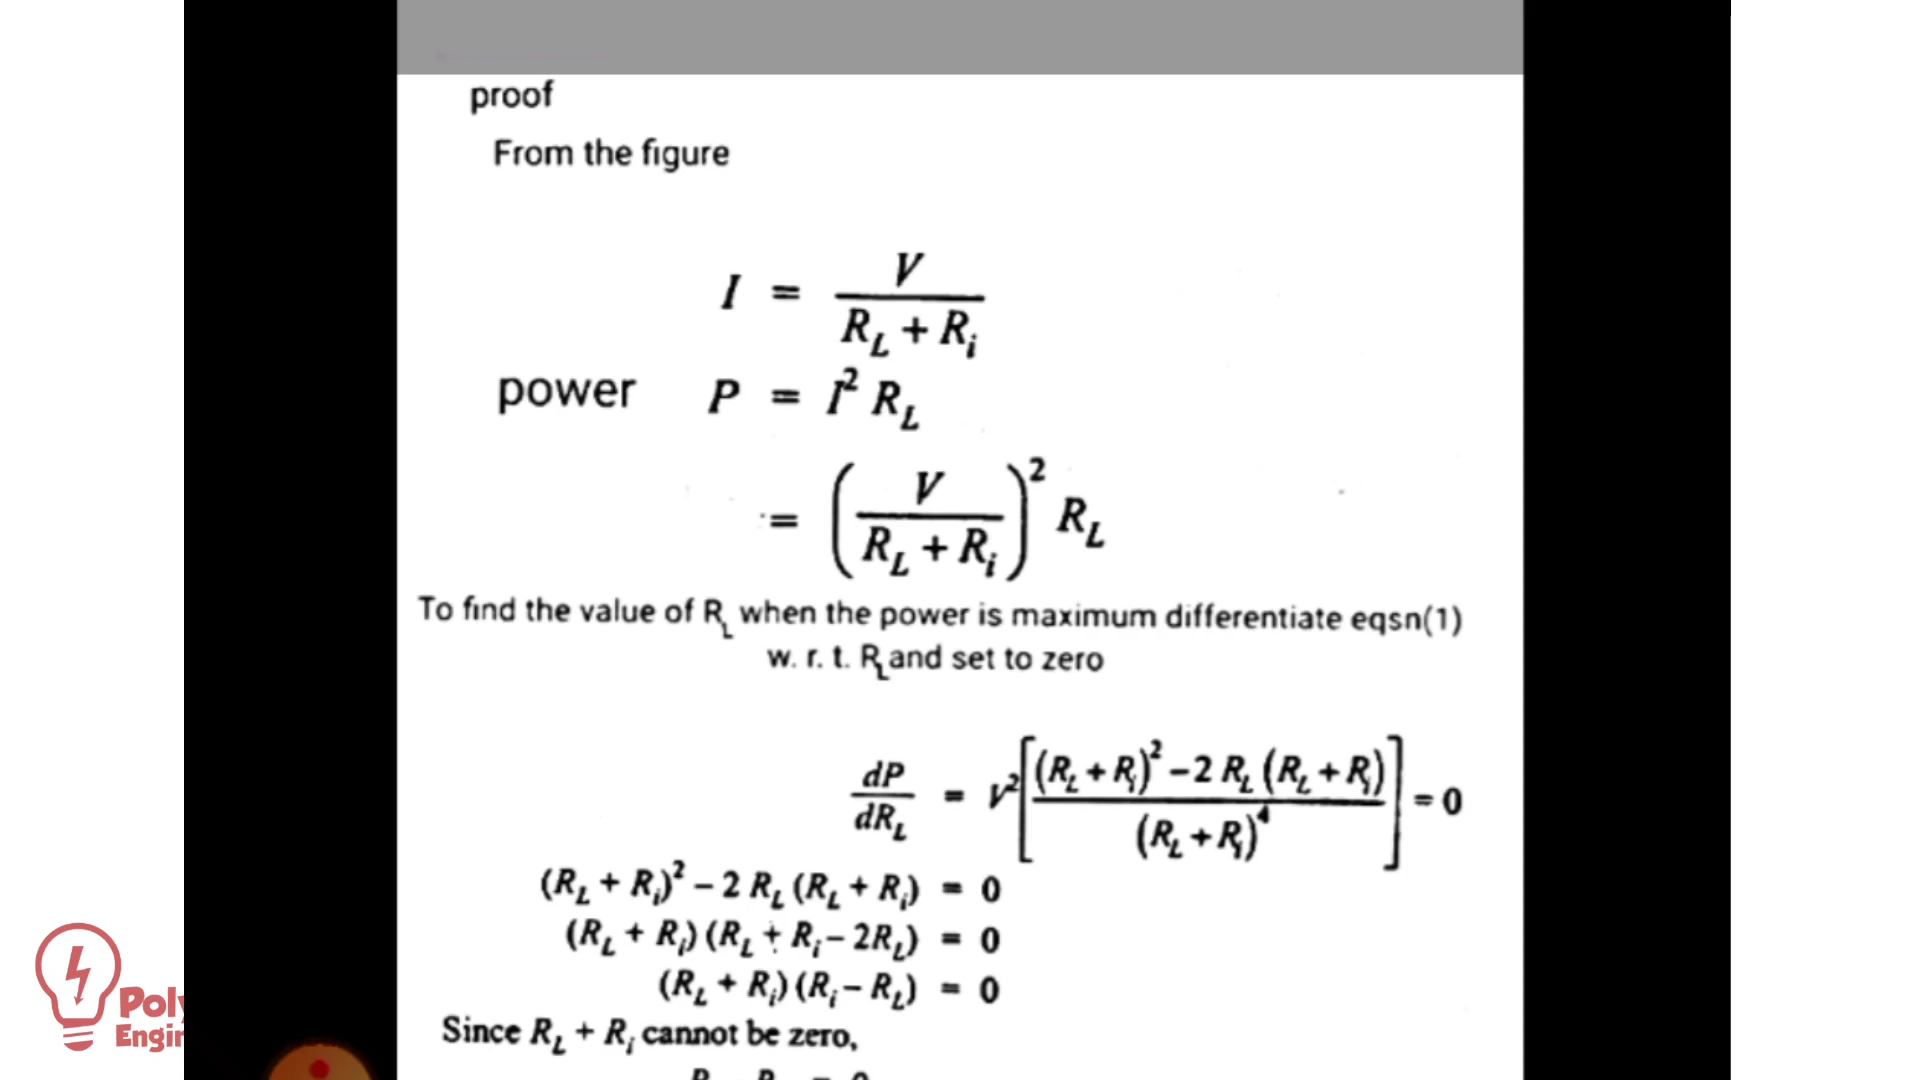 proof
From the figure
I = V / (R_L + R_i)
power P = I² R_L
= (V / (R_L + R_i))² R_L
To find the value of R_L when the power is maximum differentiate eqsn(1)
w. r. t. R_L and set to zero
dP/dR_L = V² [((R_L + R_i)² − 2 R_L (R_L + R_i)) / (R_L + R_i)⁴] = 0
(R_L + R_i)² − 2 R_L (R_L + R_i) = 0
(R_L + R_i) (R_L + R_i − 2R_L) = 0
(R_L + R_i) (R_i − R_L) = 0
Since R_L + R_i cannot be zero,
Poly
Engin